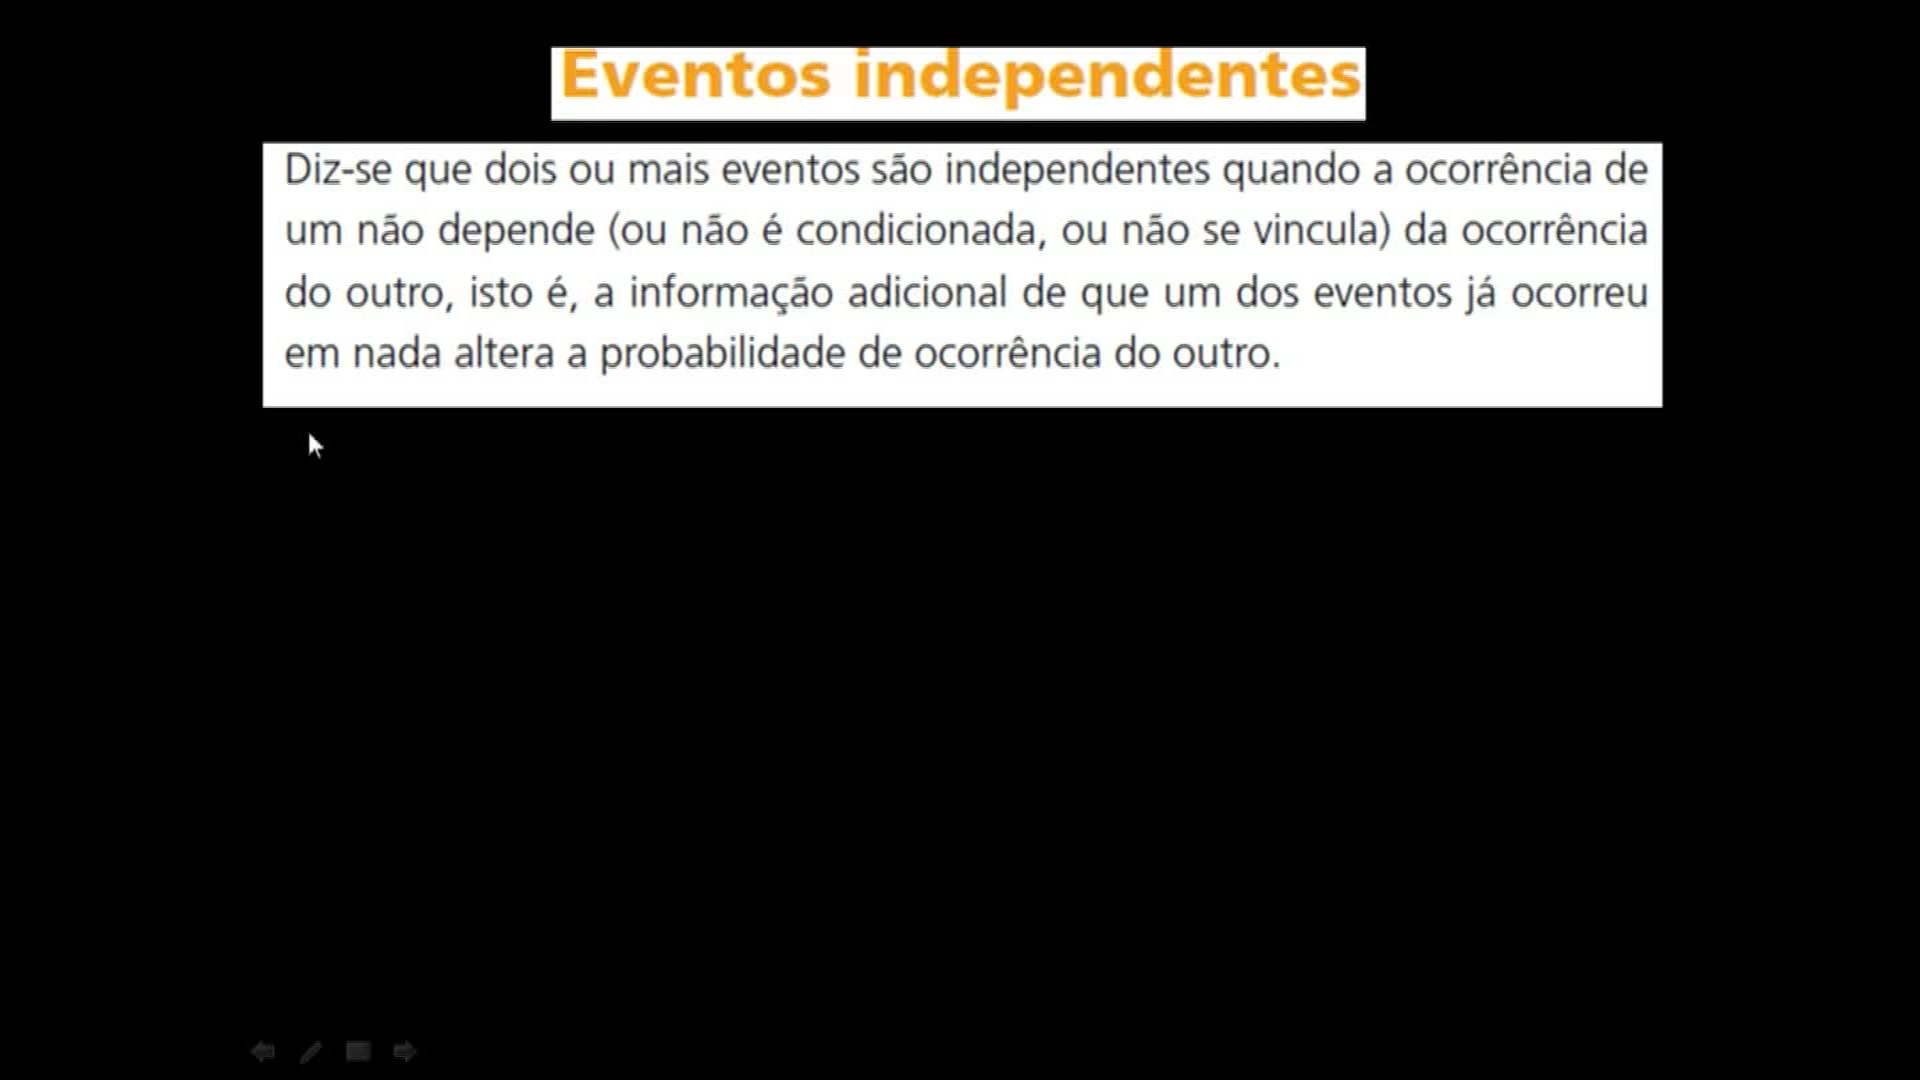 Eventos independentes
Diz-se que dois ou mais eventos são independentes quando a ocorrência de
um não depende (ou não é condicionada, ou não se vincula) da ocorrência
do outro, isto é, a informação adicional de que um dos eventos já ocorreu
em nada altera a probabilidade de ocorrência do outro.